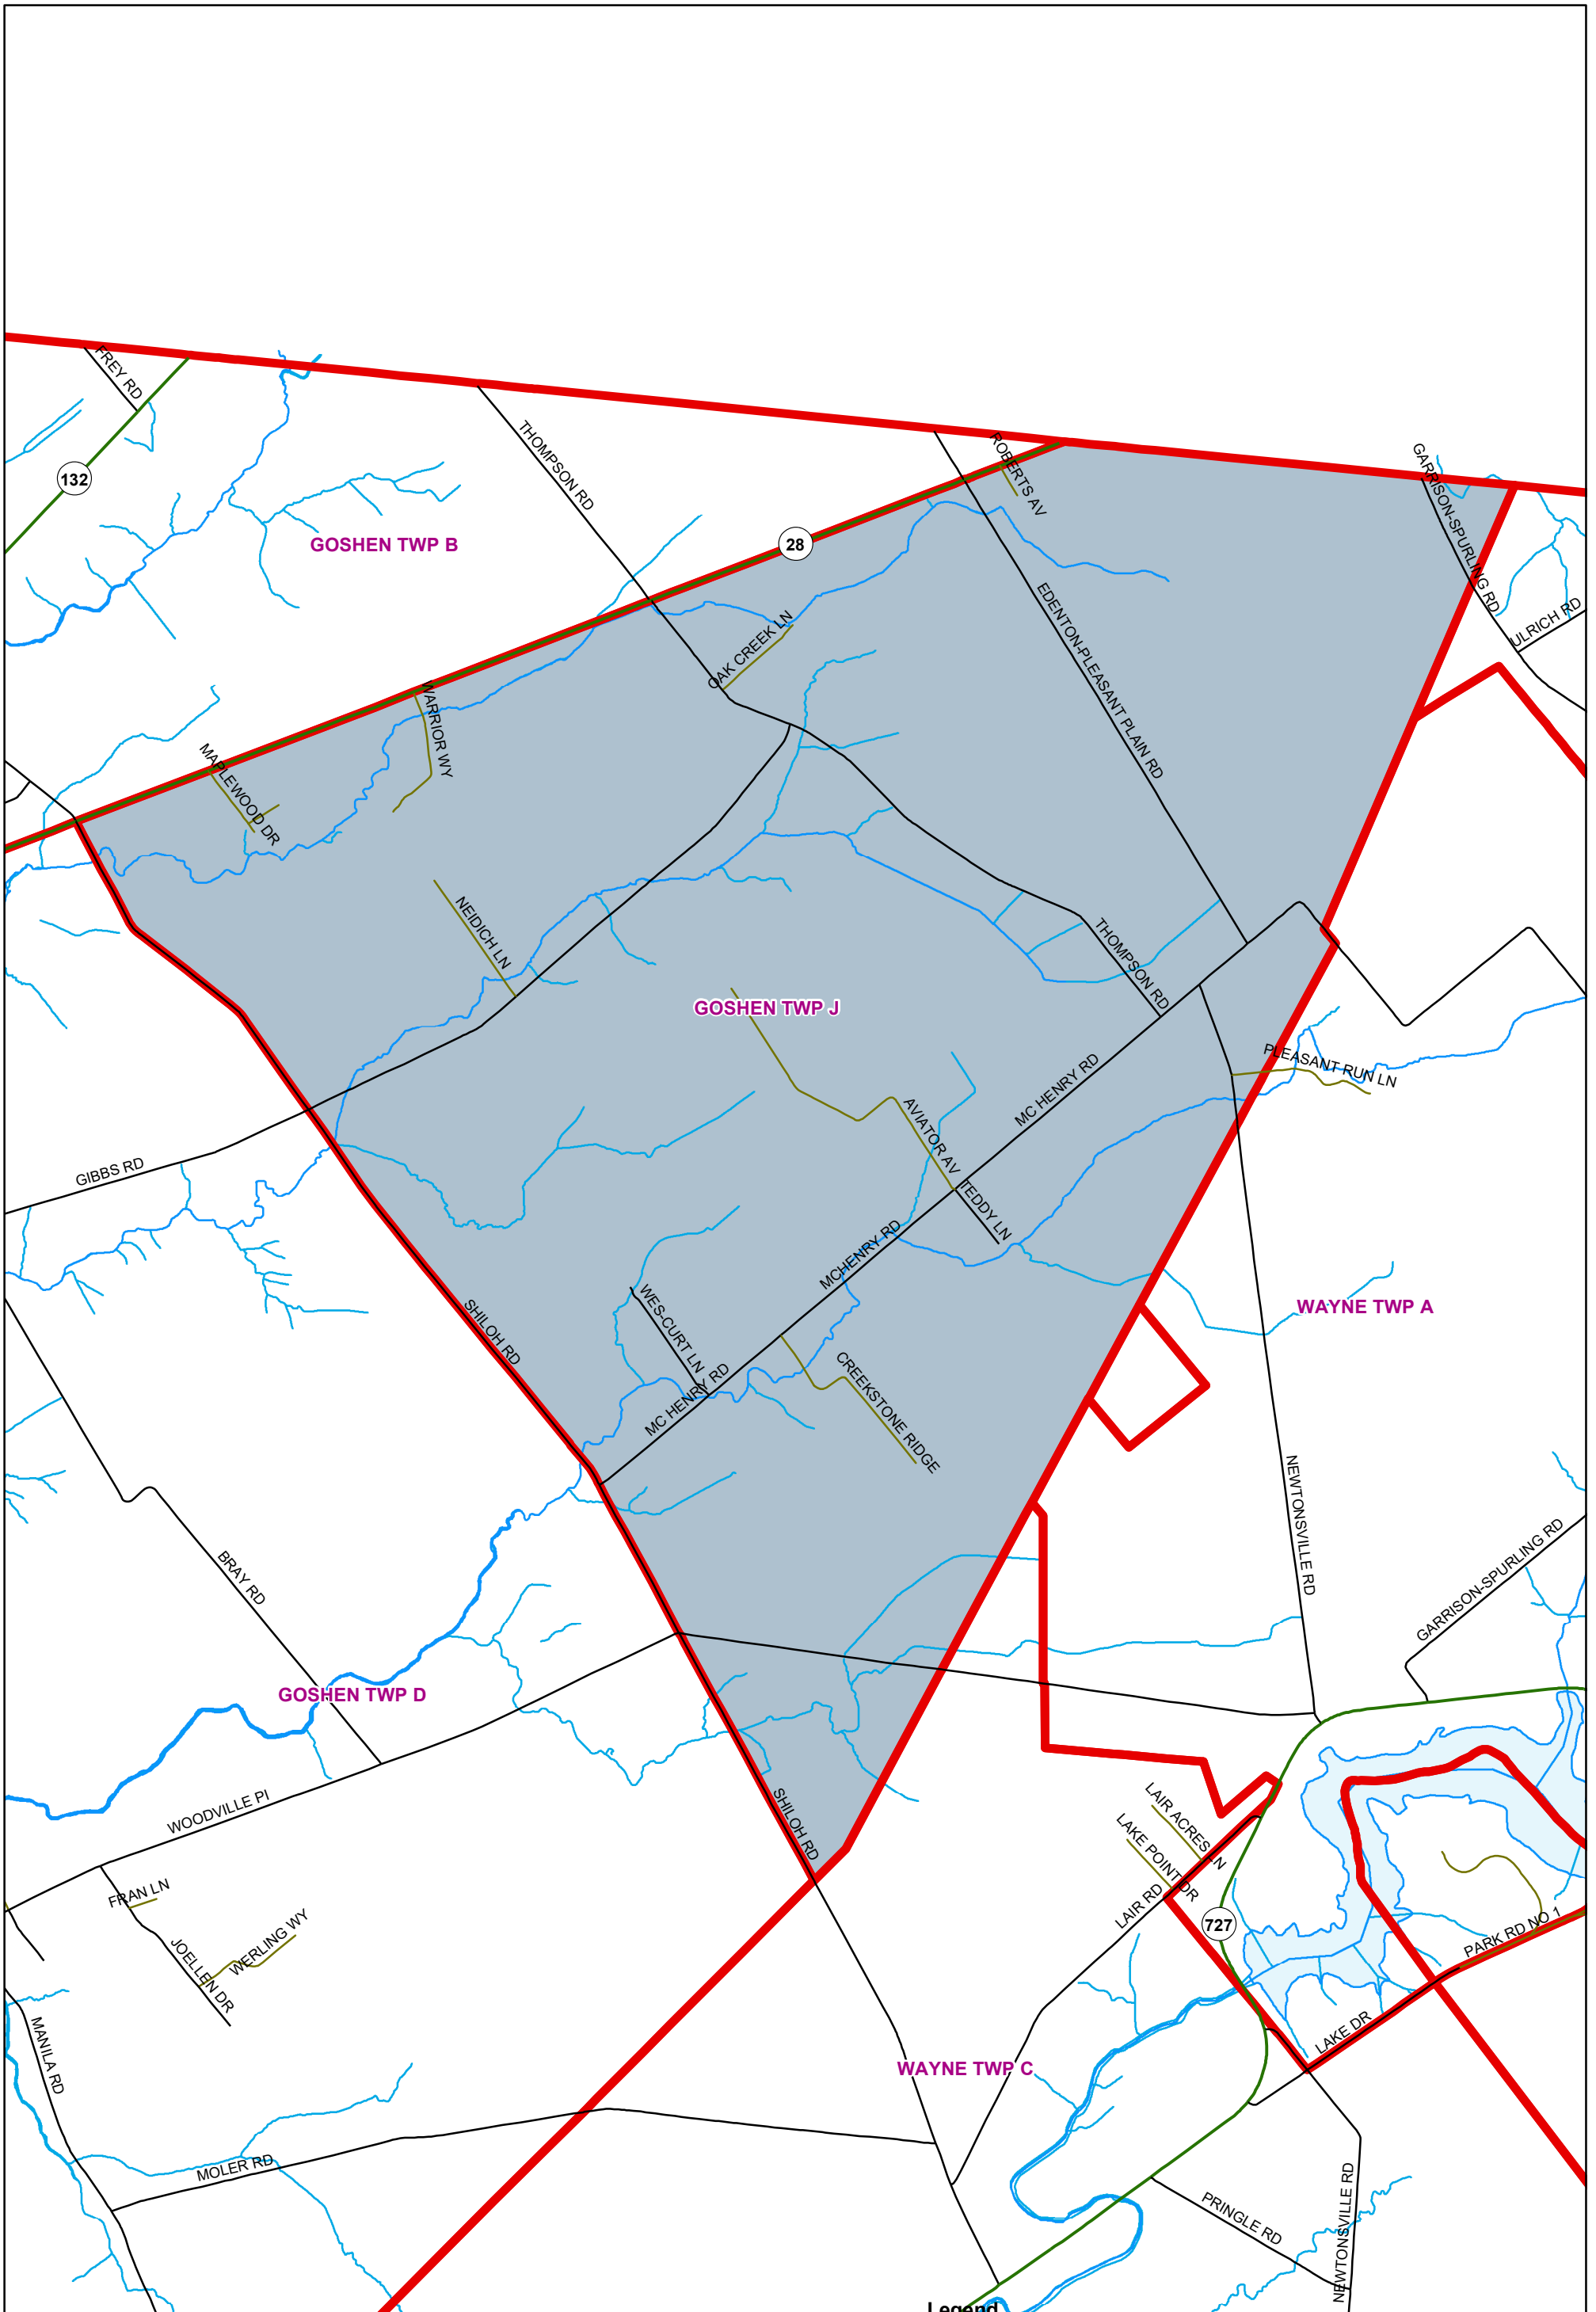 FREY RD
THOMPSON RD
ROBERTS AV
GARRISON-SPURLING RD
132
GOSHEN TWP B
28
EDENTON-PLEASANT PLAIN RD
ULRICH RD
OAK CREEK LN
WARRIOR WY
MAPLEWOOD DR
NEIDICH LN
THOMPSON RD
GOSHEN TWP J
PLEASANT RUN LN
MC HENRY RD
AVIATOR AV
GIBBS RD
TEDDY LN
MCHENRY RD
WAYNE TWP A
SHILOH RD
WES-CURT LN
MC HENRY RD
CREEKSTONE RIDGE
NEWTONSVILLE RD
BRAY RD
GARRISON-SPURLING RD
GOSHEN TWP D
WOODVILLE PI
SHILOH RD
LAIR ACRES LN
LAKE POINT DR
FRAN LN
LAIR RD
727
WERLING WY
JOELLEN DR
PARK RD NO 1
MANILA RD
LAKE DR
WAYNE TWP C
MOLER RD
PRINGLE RD
NEWTONSVILLE RD
Legend